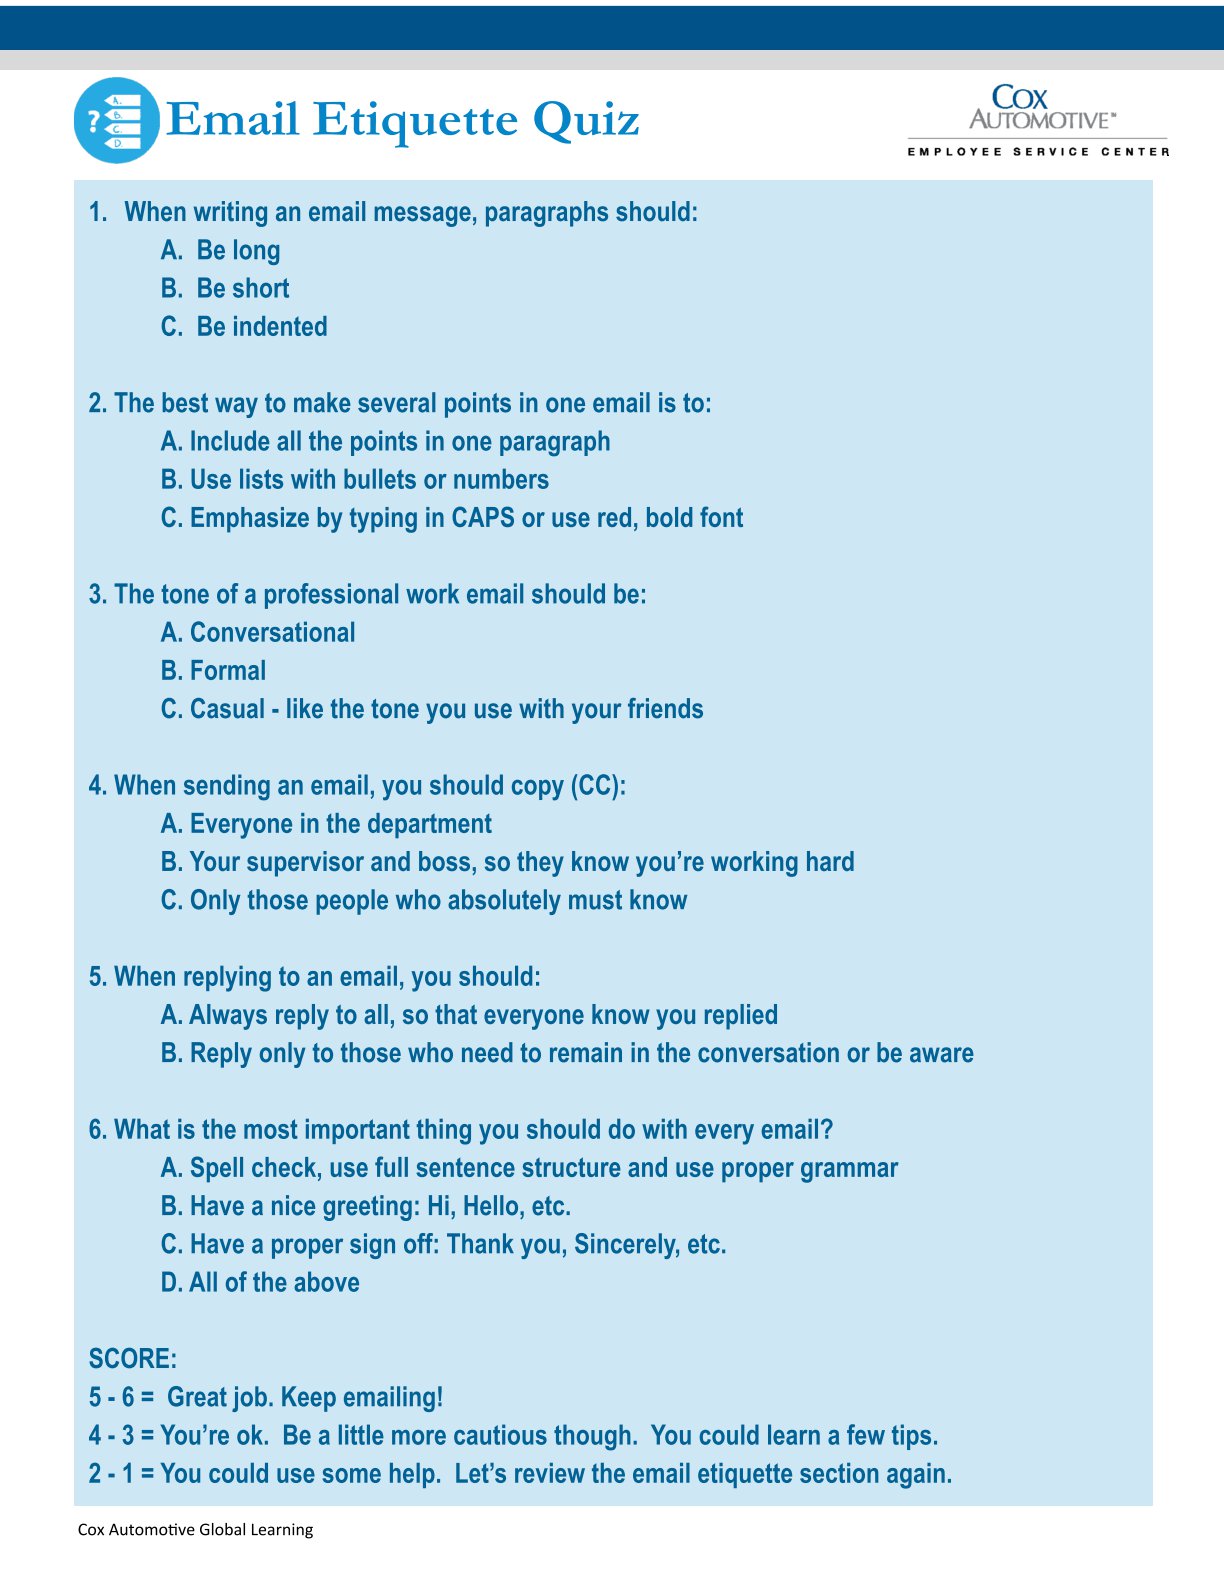 ? A. B. C. D.
Email Etiquette Quiz
COX
AUTOMOTIVE™
EMPLOYEE SERVICE CENTER
1. When writing an email message, paragraphs should:
A. Be long
B. Be short
C. Be indented
2. The best way to make several points in one email is to:
A. Include all the points in one paragraph
B. Use lists with bullets or numbers
C. Emphasize by typing in CAPS or use red, bold font
3. The tone of a professional work email should be:
A. Conversational
B. Formal
C. Casual - like the tone you use with your friends
4. When sending an email, you should copy (CC):
A. Everyone in the department
B. Your supervisor and boss, so they know you’re working hard
C. Only those people who absolutely must know
5. When replying to an email, you should:
A. Always reply to all, so that everyone know you replied
B. Reply only to those who need to remain in the conversation or be aware
6. What is the most important thing you should do with every email?
A. Spell check, use full sentence structure and use proper grammar
B. Have a nice greeting: Hi, Hello, etc.
C. Have a proper sign off: Thank you, Sincerely, etc.
D. All of the above
SCORE:
5 - 6 = Great job. Keep emailing!
4 - 3 = You’re ok. Be a little more cautious though. You could learn a few tips.
2 - 1 = You could use some help. Let’s review the email etiquette section again.
Cox Automotive Global Learning